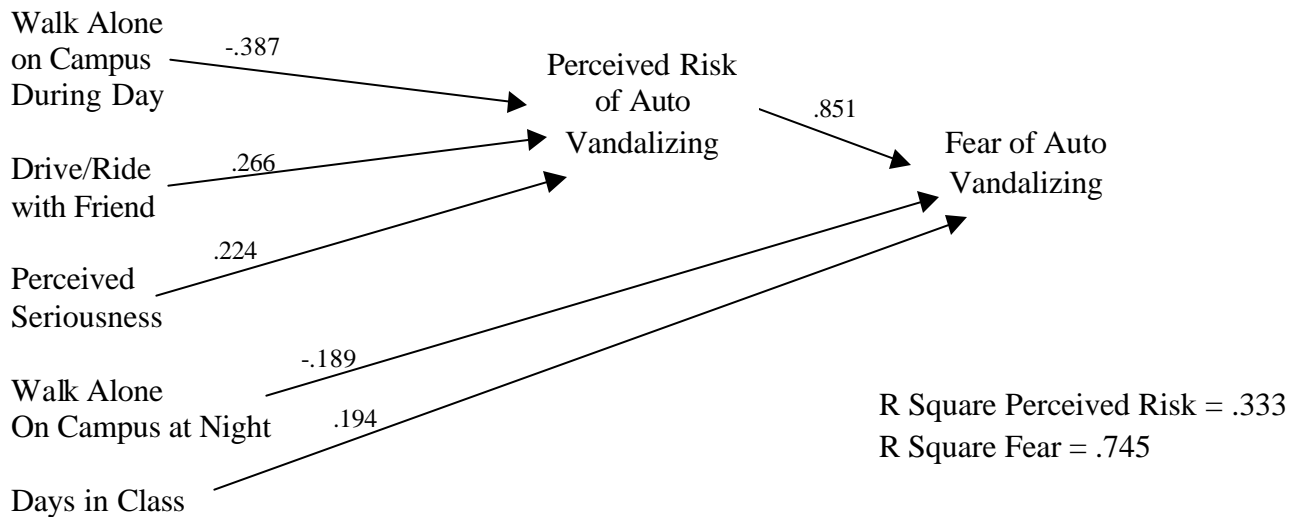 Walk Alone
on Campus
During Day
-.387
Perceived Risk
of Auto
Vandalizing
.851
Drive/Ride
with Friend
.266
Fear of Auto
Vandalizing
Perceived
Seriousness
.224
Walk Alone
On Campus at Night
-.189
R Square Perceived Risk = .333
R Square Fear = .745
Days in Class
.194